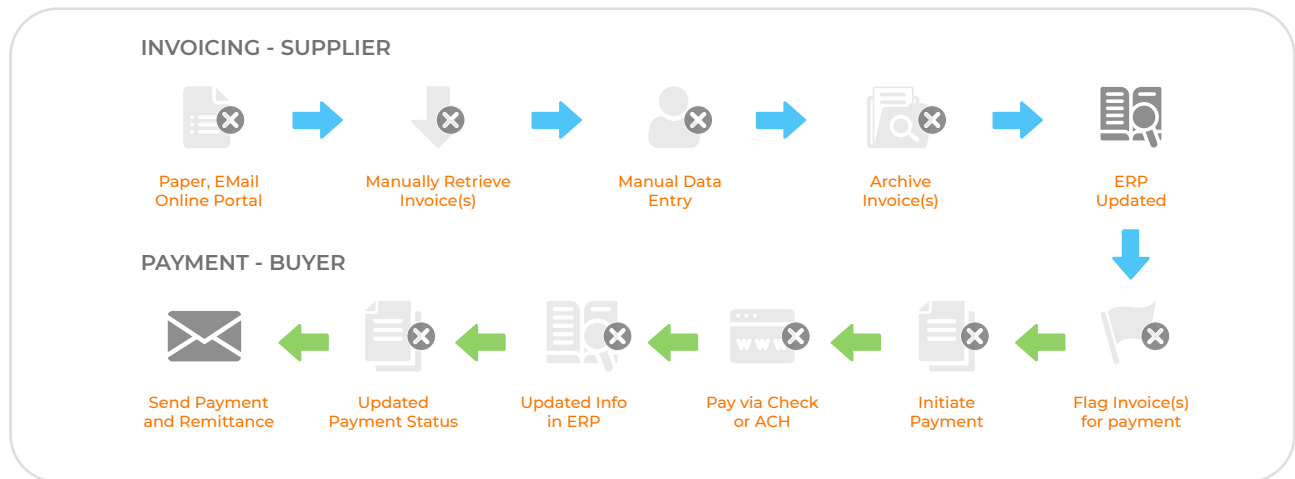 INVOICING - SUPPLIER
Paper, EMail
Online Portal
Manually Retrieve
Invoice(s)
Manual Data
Entry
Archive
Invoice(s)
ERP
Updated
PAYMENT - BUYER
WWW
Send Payment
and Remittance
Updated
Payment Status
Updated Info
in ERP
Pay via Check
or ACH
Initiate
Payment
Flag Invoice(s)
for payment